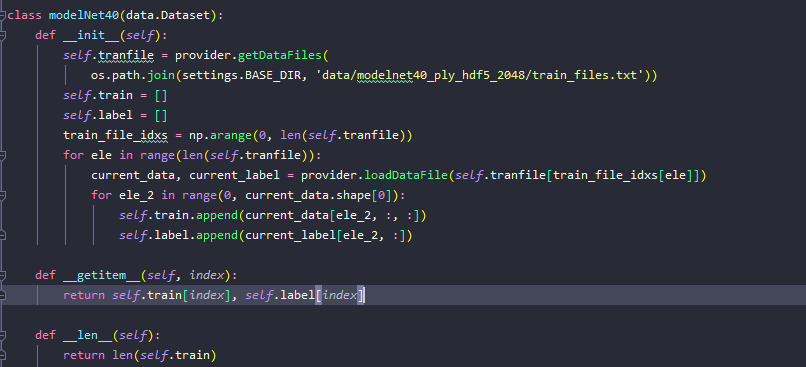 class modelNet40(data.Dataset):
    def __init__(self):
        self.tranfile = provider.getDataFiles(
            os.path.join(settings.BASE_DIR, 'data/modelnet40_ply_hdf5_2048/train_files.txt'))
        self.train = []
        self.label = []
        train_file_idxs = np.arange(0, len(self.tranfile))
        for ele in range(len(self.tranfile)):
            current_data, current_label = provider.loadDataFile(self.tranfile[train_file_idxs[ele]])
            for ele_2 in range(0, current_data.shape[0]):
                self.train.append(current_data[ele_2, :, :])
                self.label.append(current_label[ele_2, :])
    def __getitem__(self, index):
        return self.train[index], self.label[index]
    def __len__(self):
        return len(self.train)